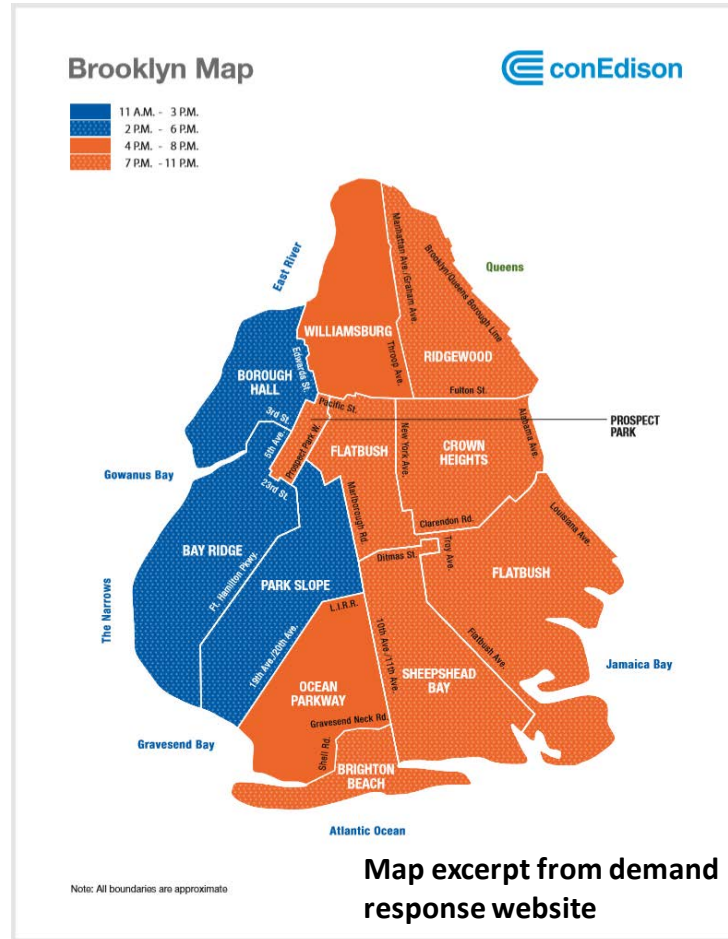 Brooklyn Map
conEdison
11 A.M. - 3 P.M.
2 P.M. - 6 P.M.
4 P.M. - 8 P.M.
7 P.M. - 11 P.M.
East River
Queens
Manhattan Ave./Graham Ave.
Brooklyn/Queens Borough Line
WILLIAMSBURG
Throop Ave.
RIDGEWOOD
Edwards St.
BOROUGH
HALL
Fulton St.
3rd St.
Pacific St.
5th Ave.
Prospect Park W.
PROSPECT
PARK
FLATBUSH
New York Ave.
CROWN
HEIGHTS
Alabama Ave.
Gowanus Bay
23rd St.
Marlborough Rd.
Clarendon Rd.
Louisiana Ave.
BAY RIDGE
Ft. Hamilton Pkwy.
PARK SLOPE
Ditmas St.
Troy Ave.
FLATBUSH
The Narrows
L.I.R.R.
19th Ave./20th Ave.
10th Ave./11th Ave.
Flatbush Ave.
OCEAN
PARKWAY
SHEEPSHEAD
BAY
Jamaica Bay
Gravesend Neck Rd.
Gravesend Bay
Shell Rd.
BRIGHTON
BEACH
Atlantic Ocean
Note: All boundaries are approximate
Map excerpt from demand
response website